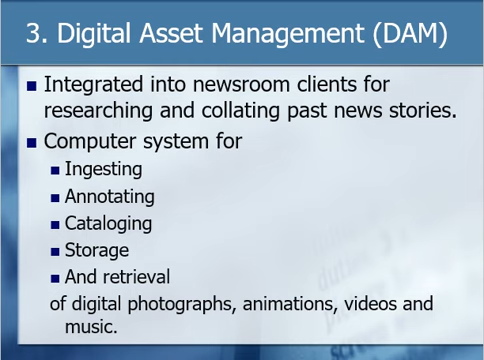 3. Digital Asset Management (DAM)
Integrated into newsroom clients for
researching and collating past news stories.
Computer system for
Ingesting
Annotating
Cataloging
Storage
And retrieval
of digital photographs, animations, videos and
music.